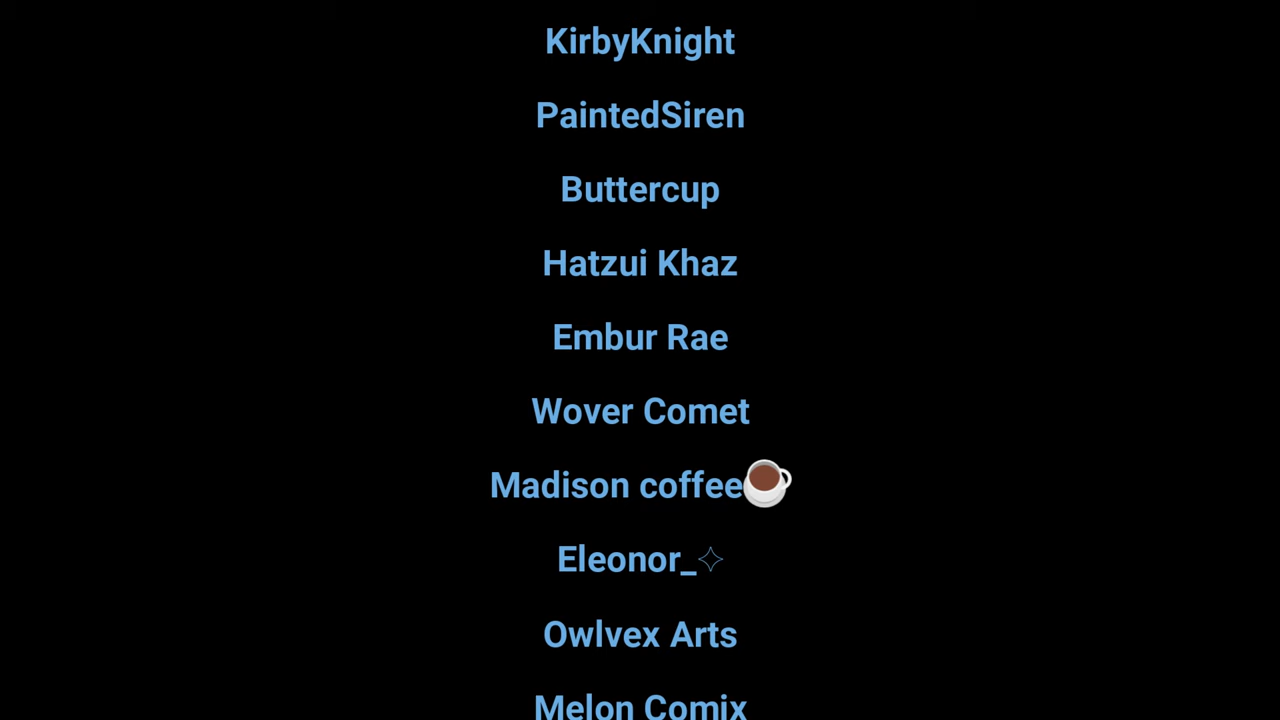 KirbyKnight
PaintedSiren
Buttercup
Hatzui Khaz
Embur Rae
Wover Comet
Madison coffee☕
Eleonor_✧
Owlvex Arts
Melon Comix